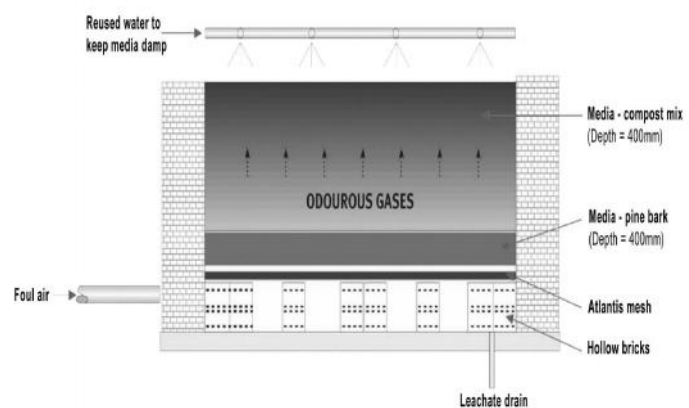 Reused water to
keep media damp
Media - compost mix
(Depth = 400mm)
ODOUROUS GASES
Media - pine bark
(Depth = 400mm)
Foul air
Atlantis mesh
Hollow bricks
Leachate drain